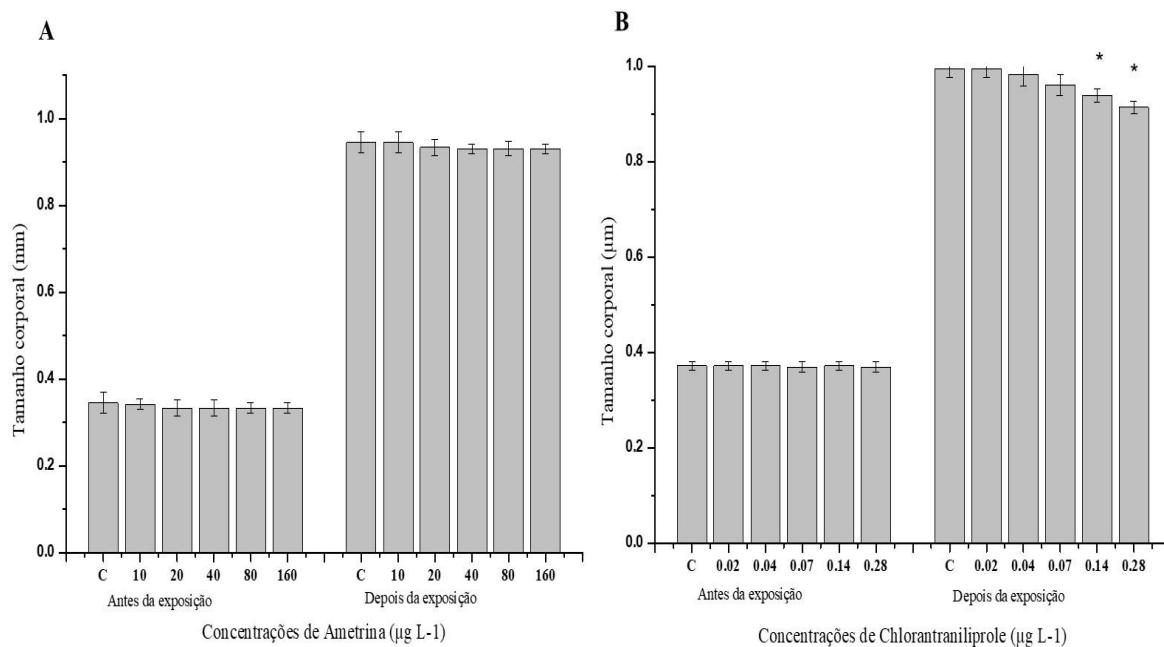 A
Tamanho corporal (mm)
1.0
0.8
0.6
0.4
0.2
0.0
C 10 20 40 80 160 C 10 20 40 80 160
Antes da exposição Depois da exposição
Concentrações de Ametrina (µg L-1)
B
Tamanho corporal (µm)
1.0
0.8
0.6
0.4
0.2
0.0
* *
C 0.02 0.04 0.07 0.14 0.28 C 0.02 0.04 0.07 0.14 0.28
Antes da exposição Depois da exposição
Concentrações de Chlorantraniliprole (µg L-1)